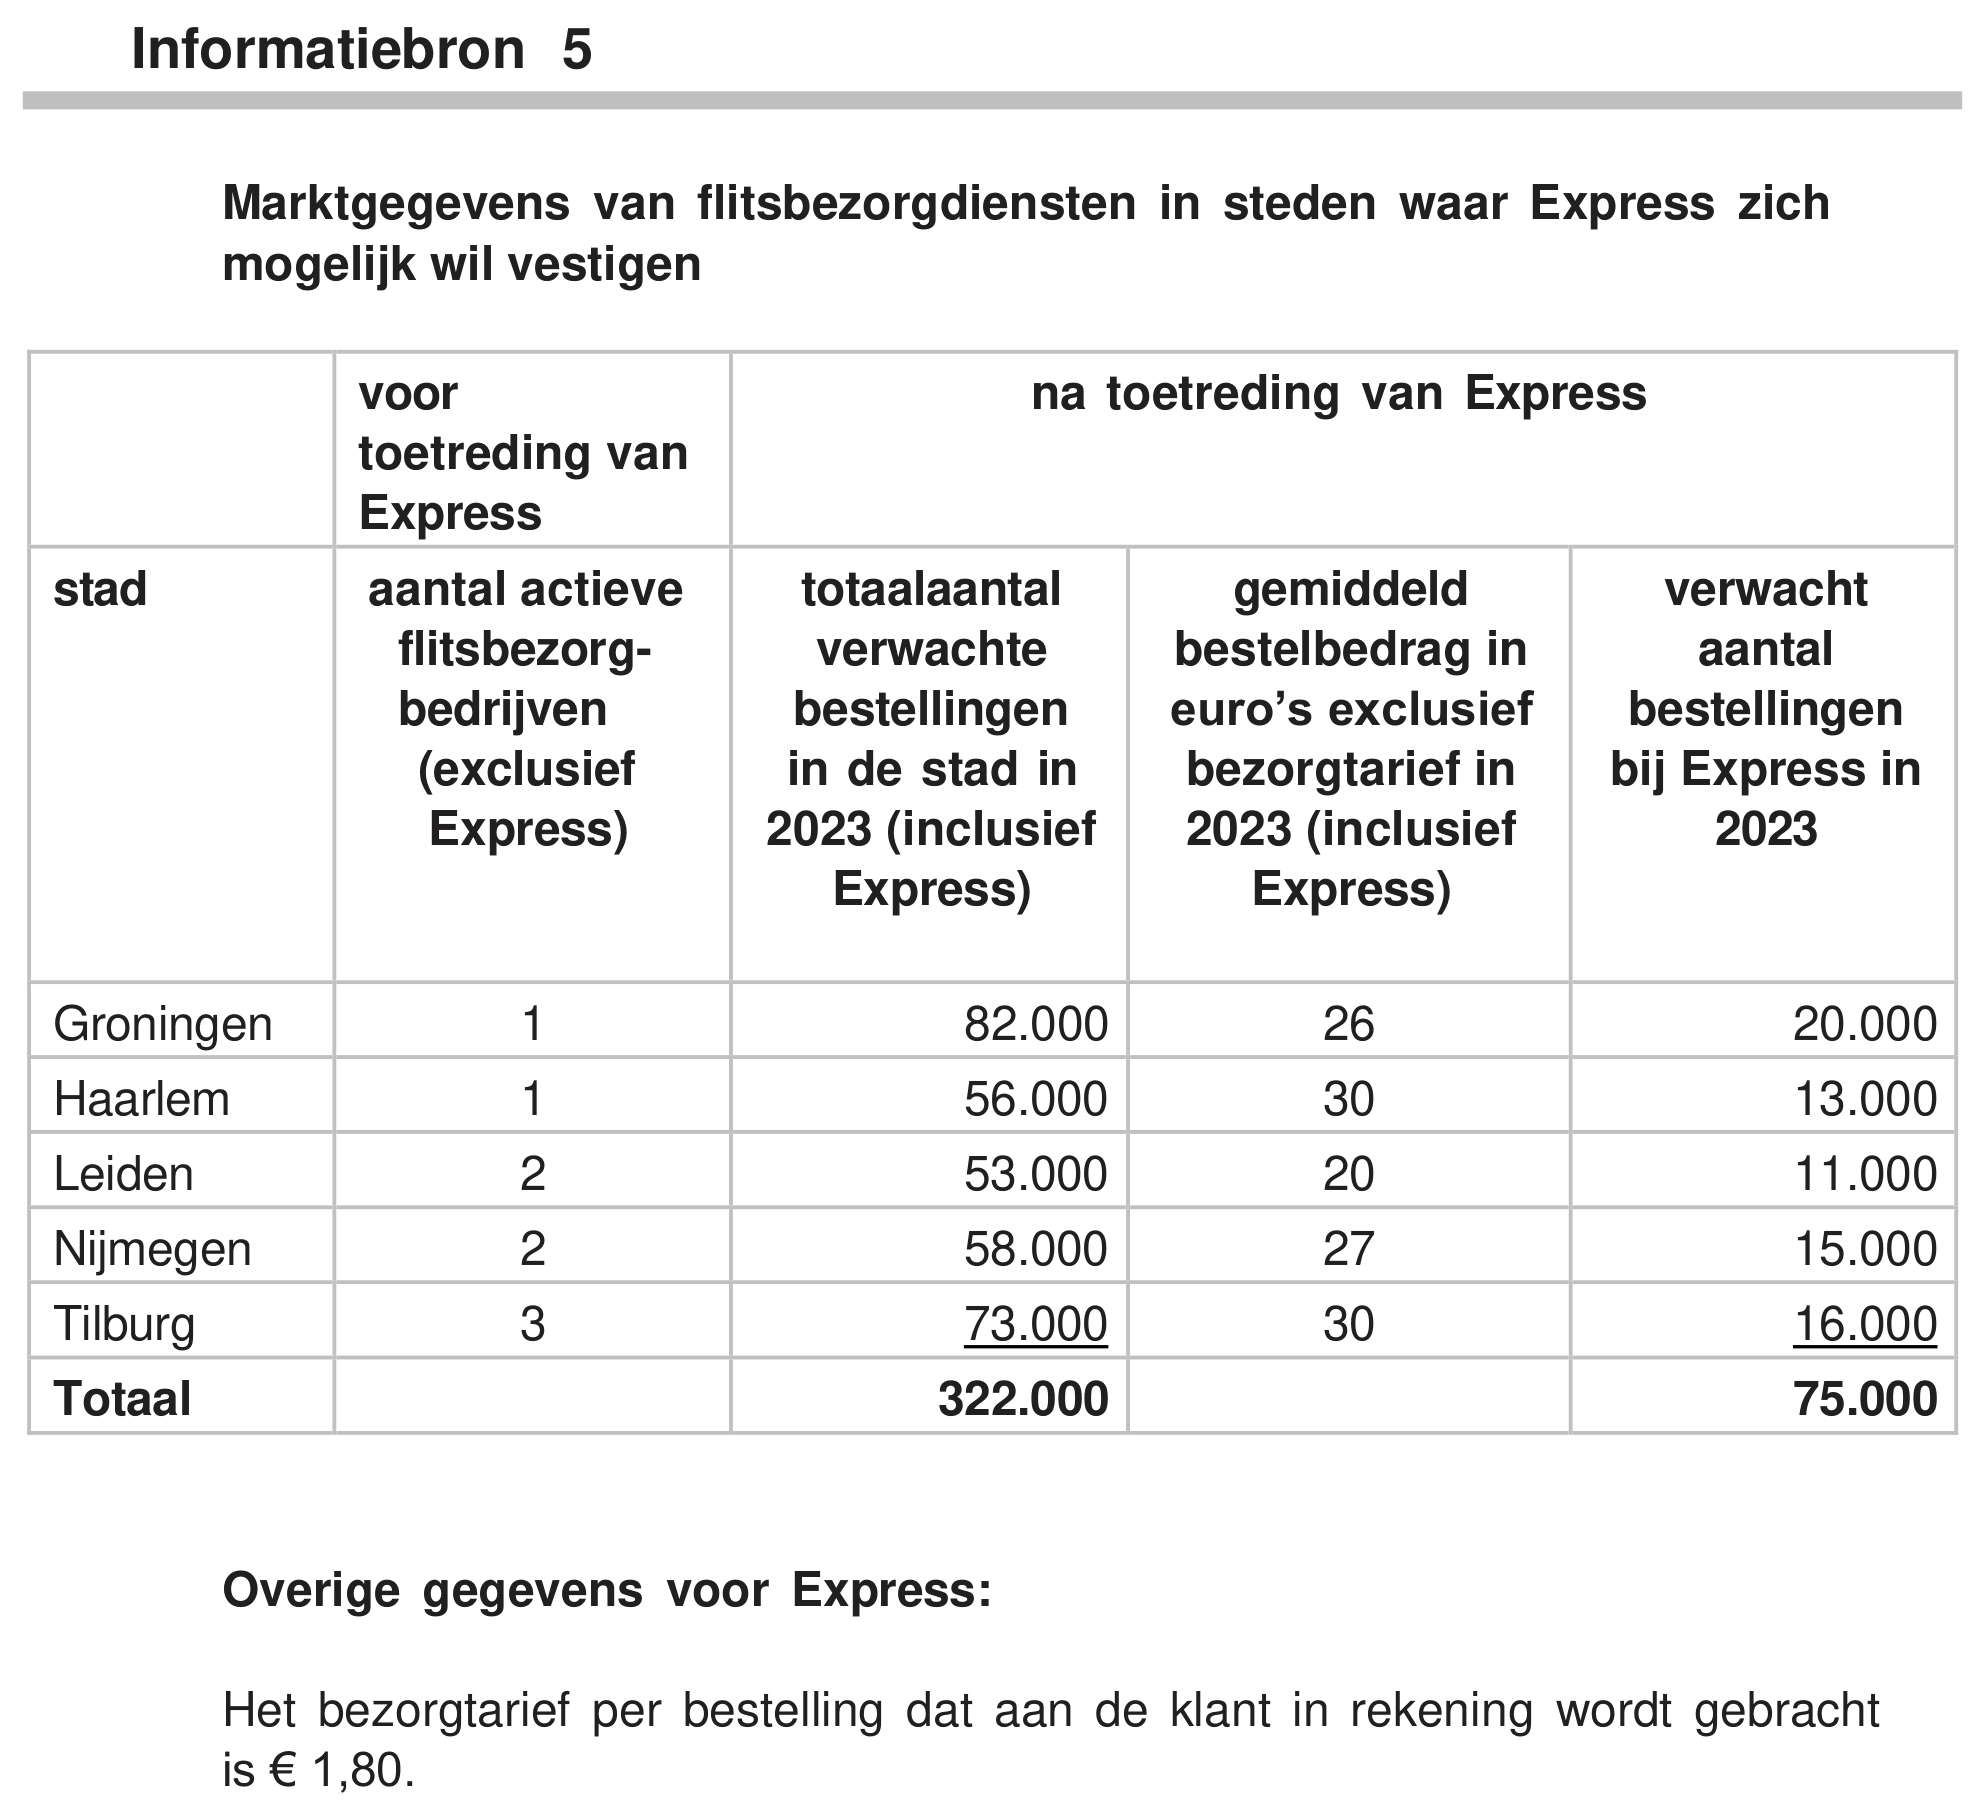 Informatiebron 5
Marktgegevens van flitsbezorgdiensten in steden waar Express zich
mogelijk wil vestigen
voor
toetreding van
Express
na toetreding van Express
stad
aantal actieve
flitsbezorg-
bedrijven
(exclusief
Express)
totaalaantal
verwachte
bestellingen
in de stad in
2023 (inclusief
Express)
gemiddeld
bestelbedrag in
euro’s exclusief
bezorgtarief in
2023 (inclusief
Express)
verwacht
aantal
bestellingen
bij Express in
2023
Groningen 1 82.000 26 20.000
Haarlem 1 56.000 30 13.000
Leiden 2 53.000 20 11.000
Nijmegen 2 58.000 27 15.000
Tilburg 3 73.000 30 16.000
Totaal 322.000 75.000
Overige gegevens voor Express:
Het bezorgtarief per bestelling dat aan de klant in rekening wordt gebracht
is € 1,80.